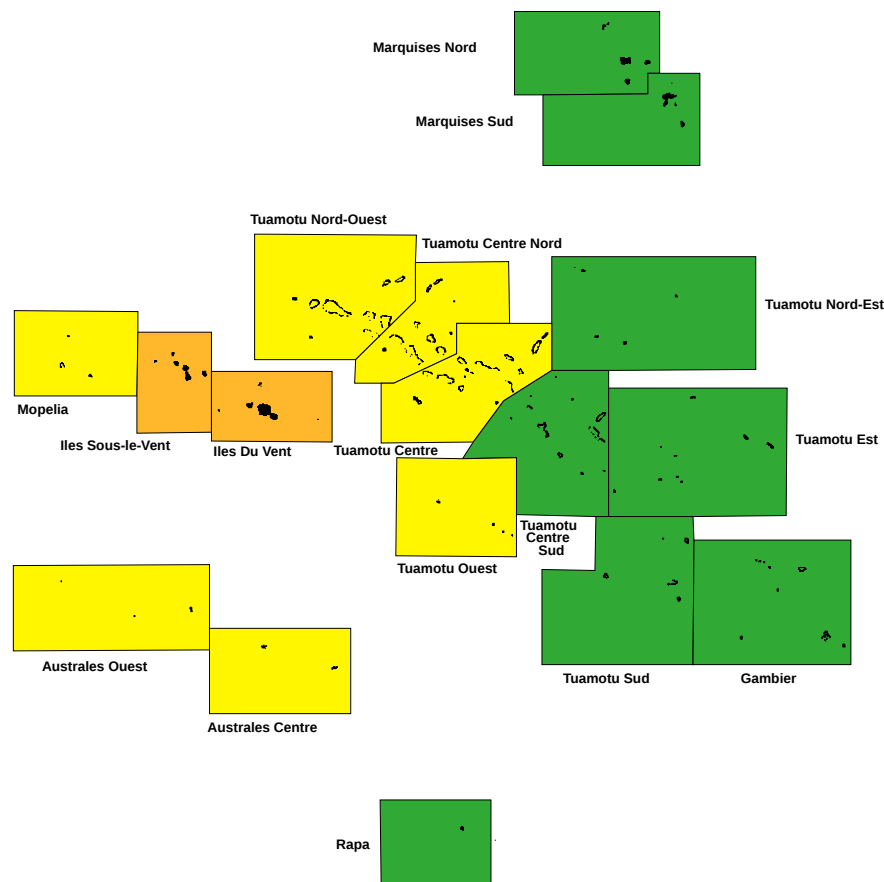 Marquises Nord
Marquises Sud
Tuamotu Nord-Ouest
Tuamotu Centre Nord
Tuamotu Nord-Est
Mopelia
Iles Sous-le-Vent
Iles Du Vent
Tuamotu Centre
Tuamotu Est
Tuamotu
Centre
Sud
Tuamotu Ouest
Australes Ouest
Tuamotu Sud
Gambier
Australes Centre
Rapa